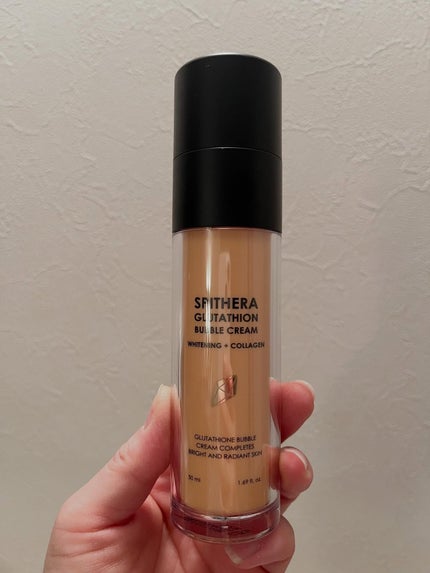 SPITHERA
GLUTATHION
BUBBLE CREAM
WHITENING + COLLAGEN
GLUTATHIONE BUBBLE
CREAM COMPLETES
BRIGHT AND RADIANT SKIN
50 ml 1.69 fl. oz